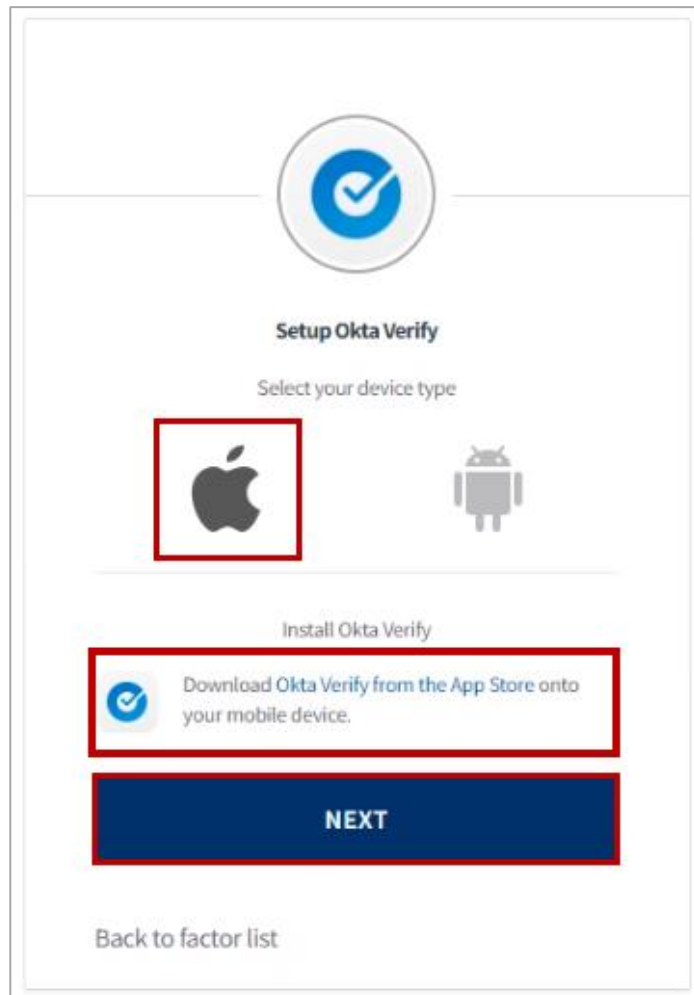 Setup Okta Verify
Select your device type
Install Okta Verify
Download Okta Verify from the App Store onto
your mobile device.
NEXT
Back to factor list